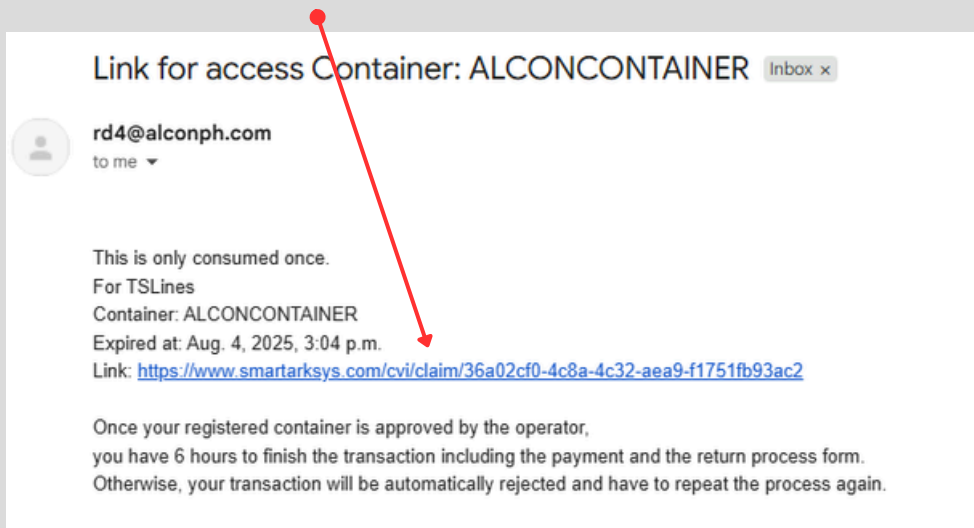 Link for access Container: ALCONCONTAINER Inbox x
rd4@alconph.com
to me
This is only consumed once.
For TSLines
Container: ALCONCONTAINER
Expired at: Aug. 4, 2025, 3:04 p.m.
Link: https://www.smartarksys.com/cvi/claim/36a02cf0-4c8a-4c32-aea9-f1751fb93ac2
Once your registered container is approved by the operator,
you have 6 hours to finish the transaction including the payment and the return process form.
Otherwise, your transaction will be automatically rejected and have to repeat the process again.